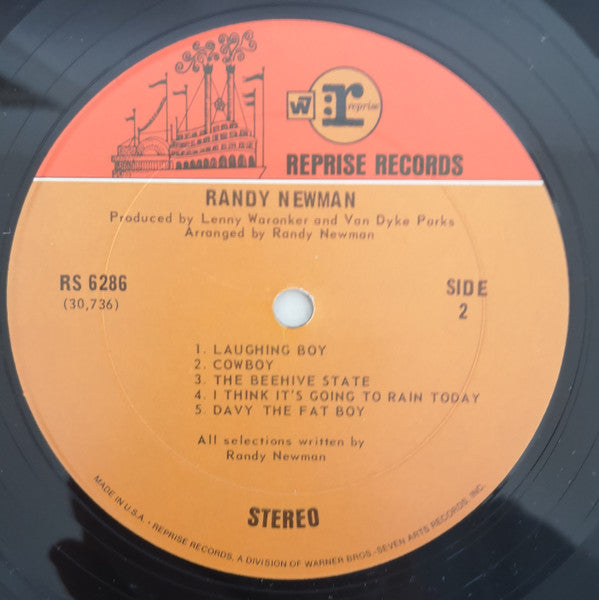 W
r
reprise
REPRISE RECORDS
RANDY NEWMAN
Produced by Lenny Waronker and Van Dyke Parks
Arranged by Randy Newman
RS 6286
(30,736)
SIDE
2
1. LAUGHING BOY
2. COWBOY
3. THE BEEHIVE STATE
4. I THINK IT'S GOING TO RAIN TODAY
5. DAVY THE FAT BOY
All selections written by
Randy Newman
STEREO
MADE IN U.S.A. • REPRISE RECORDS, A DIVISION OF WARNER BROS.-SEVEN ARTS RECORDS, INC.